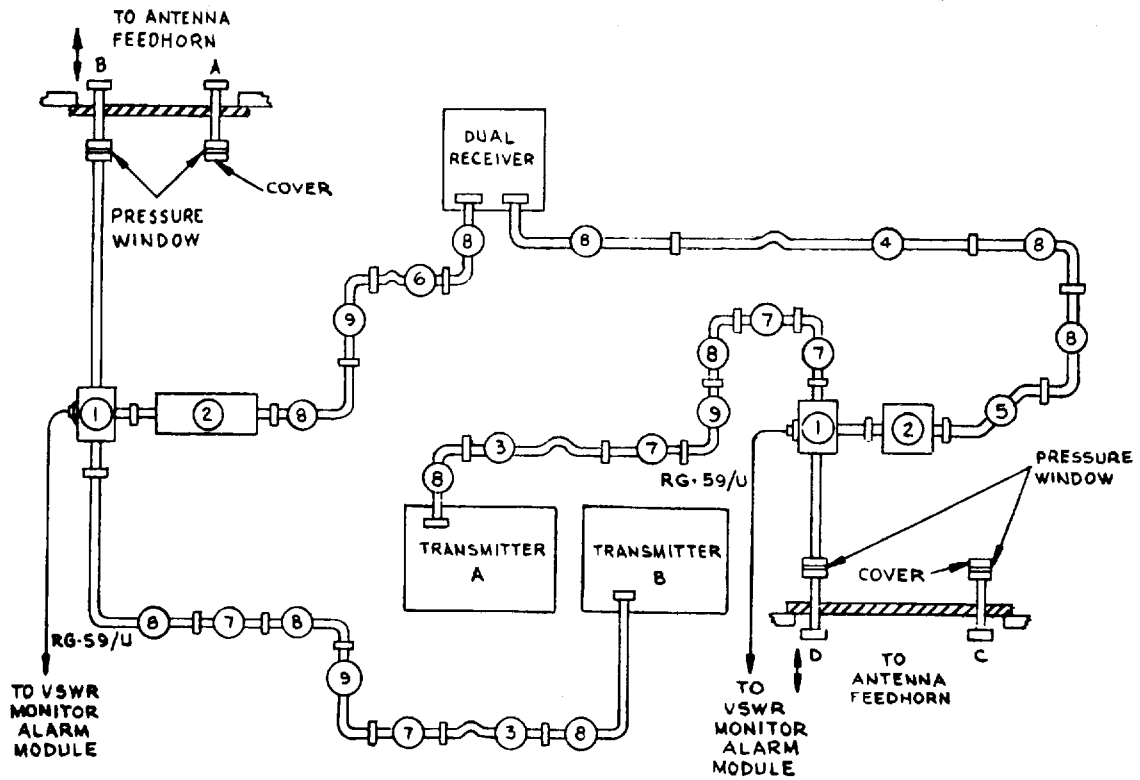 TO ANTENNA
FEEDHORN
B
A
COVER
PRESSURE
WINDOW
DUAL
RECEIVER
8
8
4
8
6
9
8
7
8
7
9
8
5
1
2
8
1
2
3
7
8
RG-59/U
TRANSMITTER
A
TRANSMITTER
B
PRESSURE
WINDOW
COVER
D
C
TO
ANTENNA
FEEDHORN
RG-59/U
8
7
8
9
7
3
8
TO VSWR
MONITOR
ALARM
MODULE
TO
VSWR
MONITOR
ALARM
MODULE